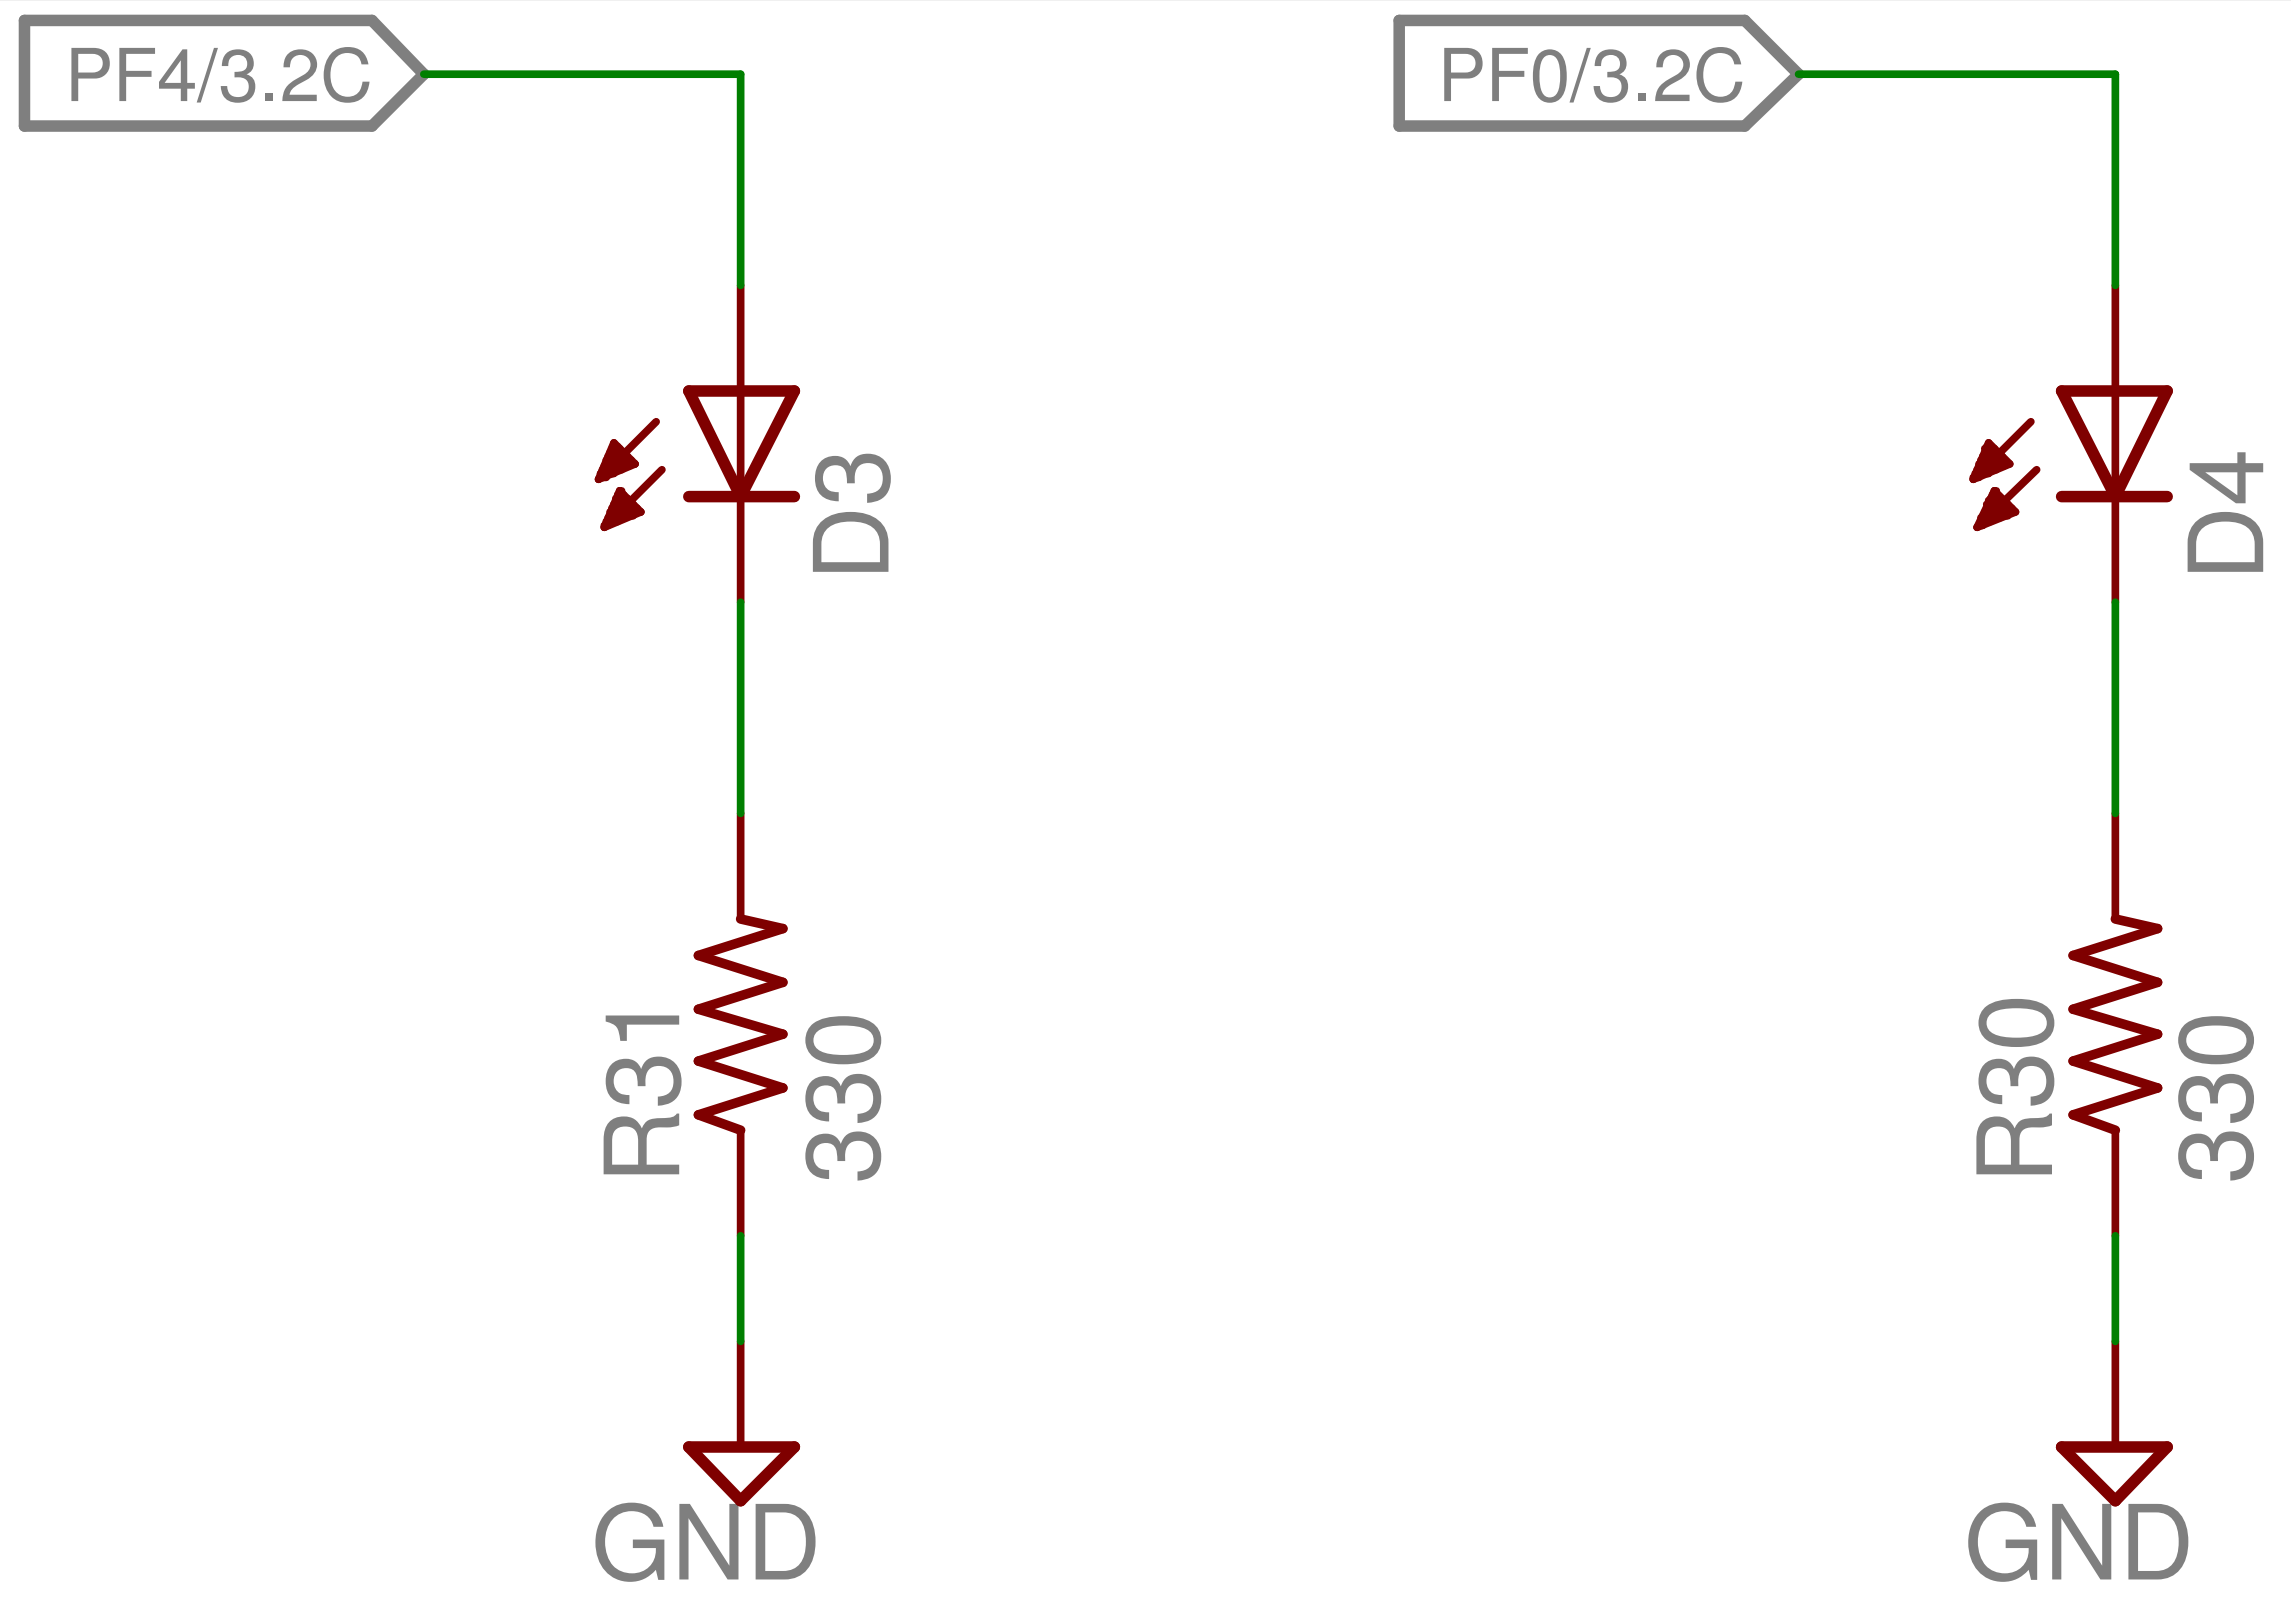 PF4/3.2C
PF0/3.2C
D3
D4
R31
330
R30
330
GND
GND